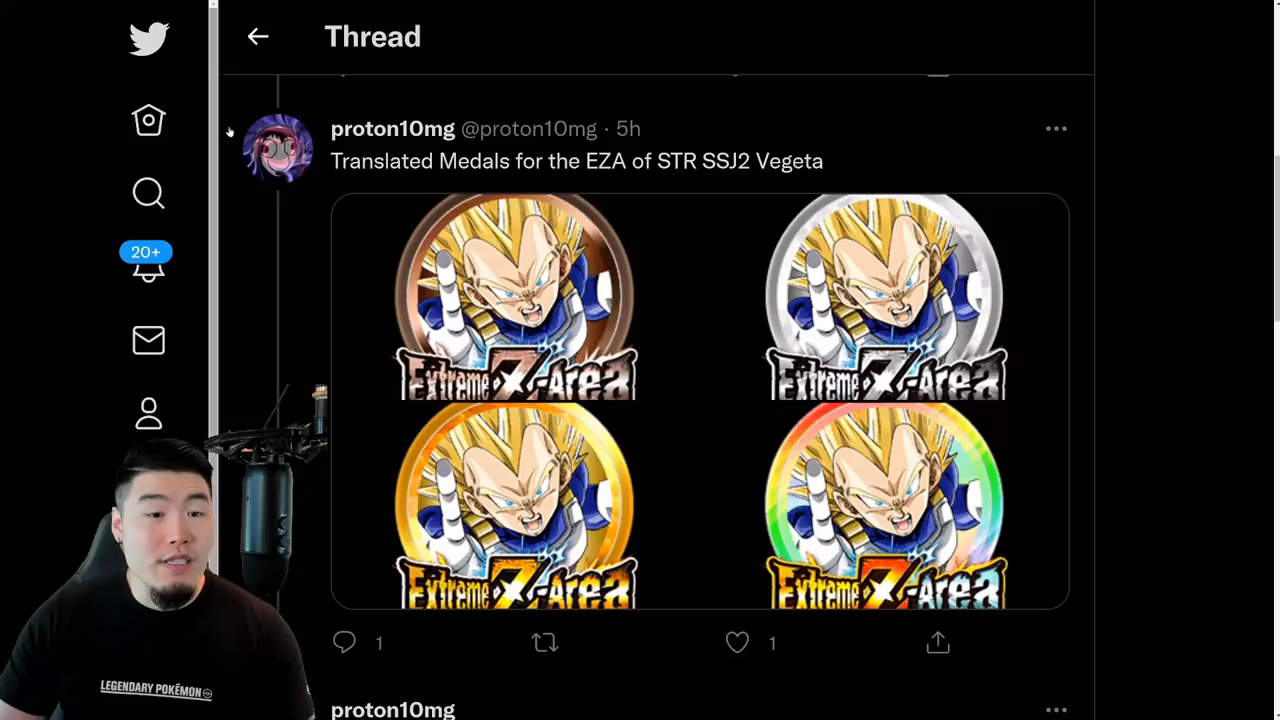 Thread
proton10mg @proton10mg · 5h
Translated Medals for the EZA of STR SSJ2 Vegeta
20+
Extreme Z-Area
Extreme Z-Area
Extreme Z-Area
Extreme Z-Area
1
1
LEGENDARY POKÉMON
proton10mg